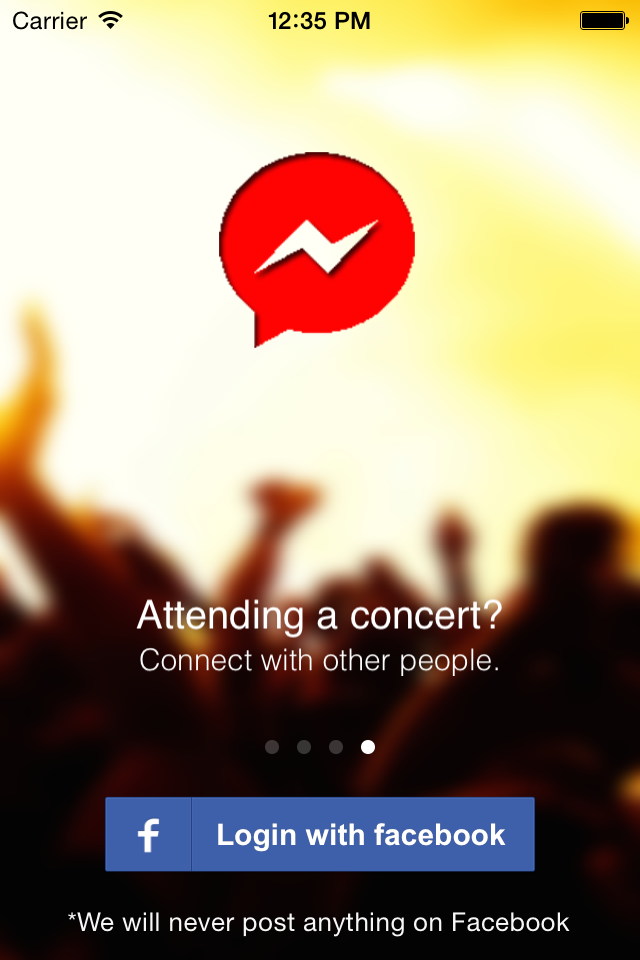 Carrier 12:35 PM
Attending a concert?
Connect with other people.
f Login with facebook
*We will never post anything on Facebook